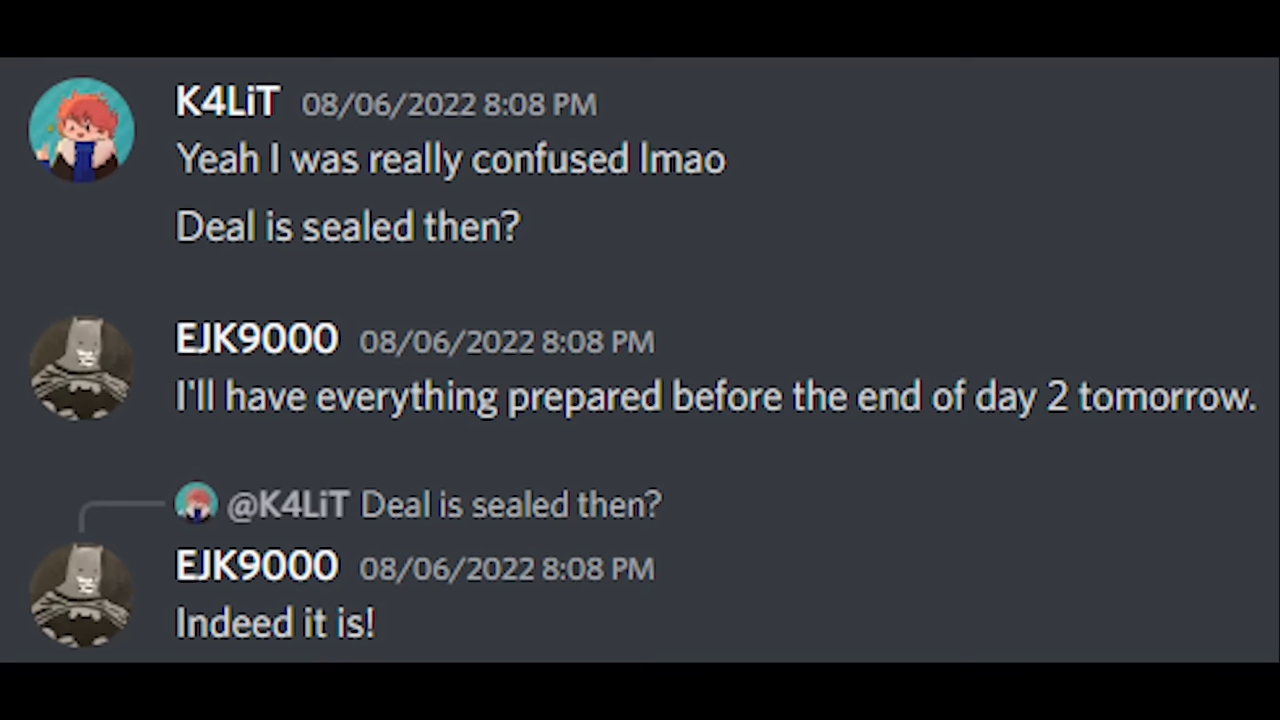 K4LiT 08/06/2022 8:08 PM
Yeah I was really confused lmao
Deal is sealed then?
EJK9000 08/06/2022 8:08 PM
I'll have everything prepared before the end of day 2 tomorrow.
@K4LiT Deal is sealed then?
EJK9000 08/06/2022 8:08 PM
Indeed it is!